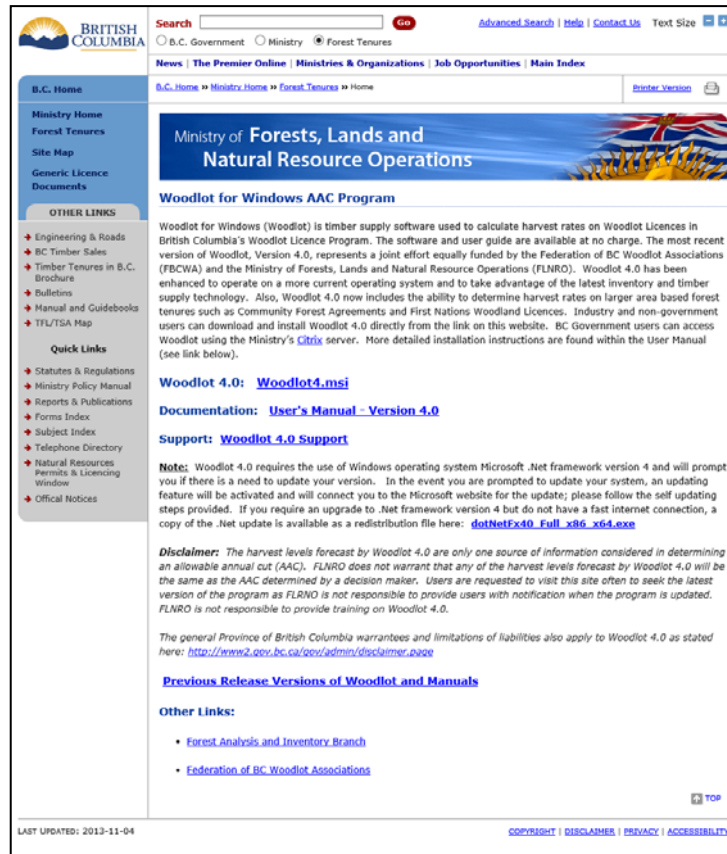 BRITISH
COLUMBIA
Search
Go
Advanced Search | Help | Contact Us Text Size
B.C. Government Ministry Forest Tenures
News | The Premier Online | Ministries & Organizations | Job Opportunities | Main Index
B.C. Home
B.C. Home » Ministry Home » Forest Tenures » Home
Printer Version
Ministry Home
Forest Tenures
Site Map
Generic Licence
Documents
OTHER LINKS
Engineering & Roads
BC Timber Sales
Timber Tenures in B.C.
Brochure
Bulletins
Manual and Guidebooks
TFL/TSA Map
Quick Links
Statutes & Regulations
Ministry Policy Manual
Reports & Publications
Forms Index
Subject Index
Telephone Directory
Natural Resources
Permits & Licencing
Window
Offical Notices
Ministry of Forests, Lands and
Natural Resource Operations
Woodlot for Windows AAC Program
Woodlot for Windows (Woodlot) is timber supply software used to calculate harvest rates on Woodlot Licences in
British Columbia's Woodlot Licence Program. The software and user guide are available at no charge. The most recent
version of Woodlot, Version 4.0, represents a joint effort equally funded by the Federation of BC Woodlot Associations
(FBCWA) and the Ministry of Forests, Lands and Natural Resource Operations (FLNRO). Woodlot 4.0 has been
enhanced to operate on a more current operating system and to take advantage of the latest inventory and timber
supply technology. Also, Woodlot 4.0 now includes the ability to determine harvest rates on larger area based forest
tenures such as Community Forest Agreements and First Nations Woodland Licences. Industry and non-government
users can download and install Woodlot 4.0 directly from the link on this website. BC Government users can access
Woodlot using the Ministry's Citrix server. More detailed installation instructions are found within the User Manual
(see link below).
Woodlot 4.0: Woodlot4.msi
Documentation: User's Manual - Version 4.0
Support: Woodlot 4.0 Support
Note: Woodlot 4.0 requires the use of Windows operating system Microsoft .Net framework version 4 and will prompt
you if there is a need to update your version. In the event you are prompted to update your system, an updating
feature will be activated and will connect you to the Microsoft website for the update; please follow the self updating
steps provided. If you require an upgrade to .Net framework version 4 but do not have a fast internet connection, a
copy of the .Net update is available as a redistribution file here: dotNetFx40_Full_x86_x64.exe
Disclaimer: The harvest levels forecast by Woodlot 4.0 are only one source of information considered in determining
an allowable annual cut (AAC). FLNRO does not warrant that any of the harvest levels forecast by Woodlot 4.0 will be
the same as the AAC determined by a decision maker. Users are requested to visit this site often to seek the latest
version of the program as FLRNO is not responsible to provide users with notification when the program is updated.
FLNRO is not responsible to provide training on Woodlot 4.0.
The general Province of British Columbia warrantees and limitations of liabilities also apply to Woodlot 4.0 as stated
here: http://www2.gov.bc.ca/gov/admin/disclaimer.page
Previous Release Versions of Woodlot and Manuals
Other Links:
Forest Analysis and Inventory Branch
Federation of BC Woodlot Associations
TOP
LAST UPDATED: 2013-11-04
COPYRIGHT | DISCLAIMER | PRIVACY | ACCESSIBILITY